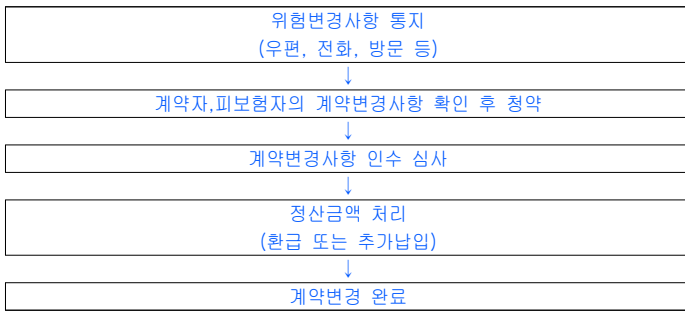 위험변경사항 통지
(우편, 전화, 방문 등)
↓
계약자,피보험자의 계약변경사항 확인 후 청약
↓
계약변경사항 인수 심사
↓
정산금액 처리
(환급 또는 추가납입)
↓
계약변경 완료